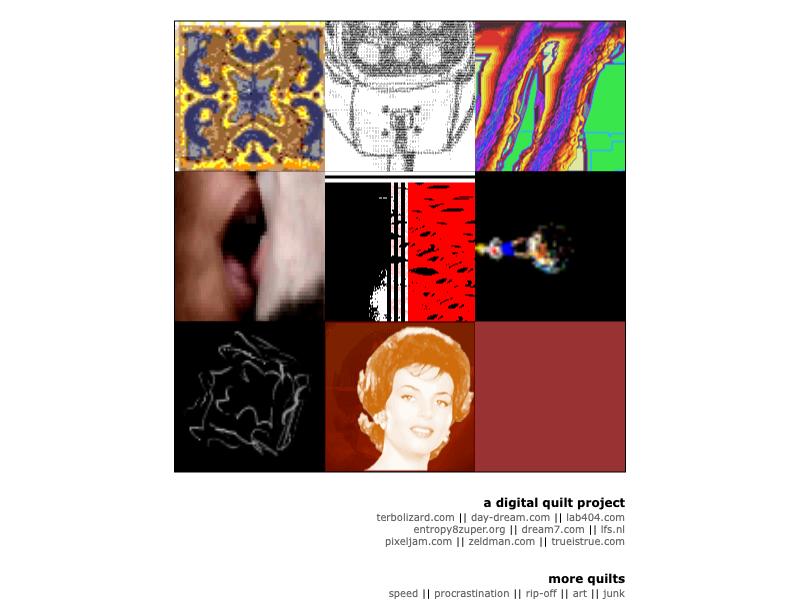 a digital quilt project
terbolizard.com || day-dream.com || lab404.com
entropy8zuper.org || dream7.com || lfs.nl
pixeljam.com || zeldman.com || trueistrue.com
more quilts
speed || procrastination || rip-off || art || junk